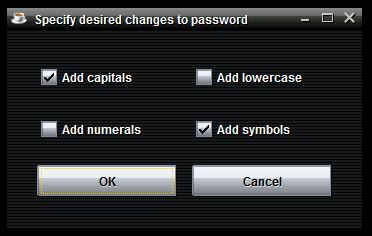 Specify desired changes to password
Add capitals
Add lowercase
Add numerals
Add symbols
OK
Cancel